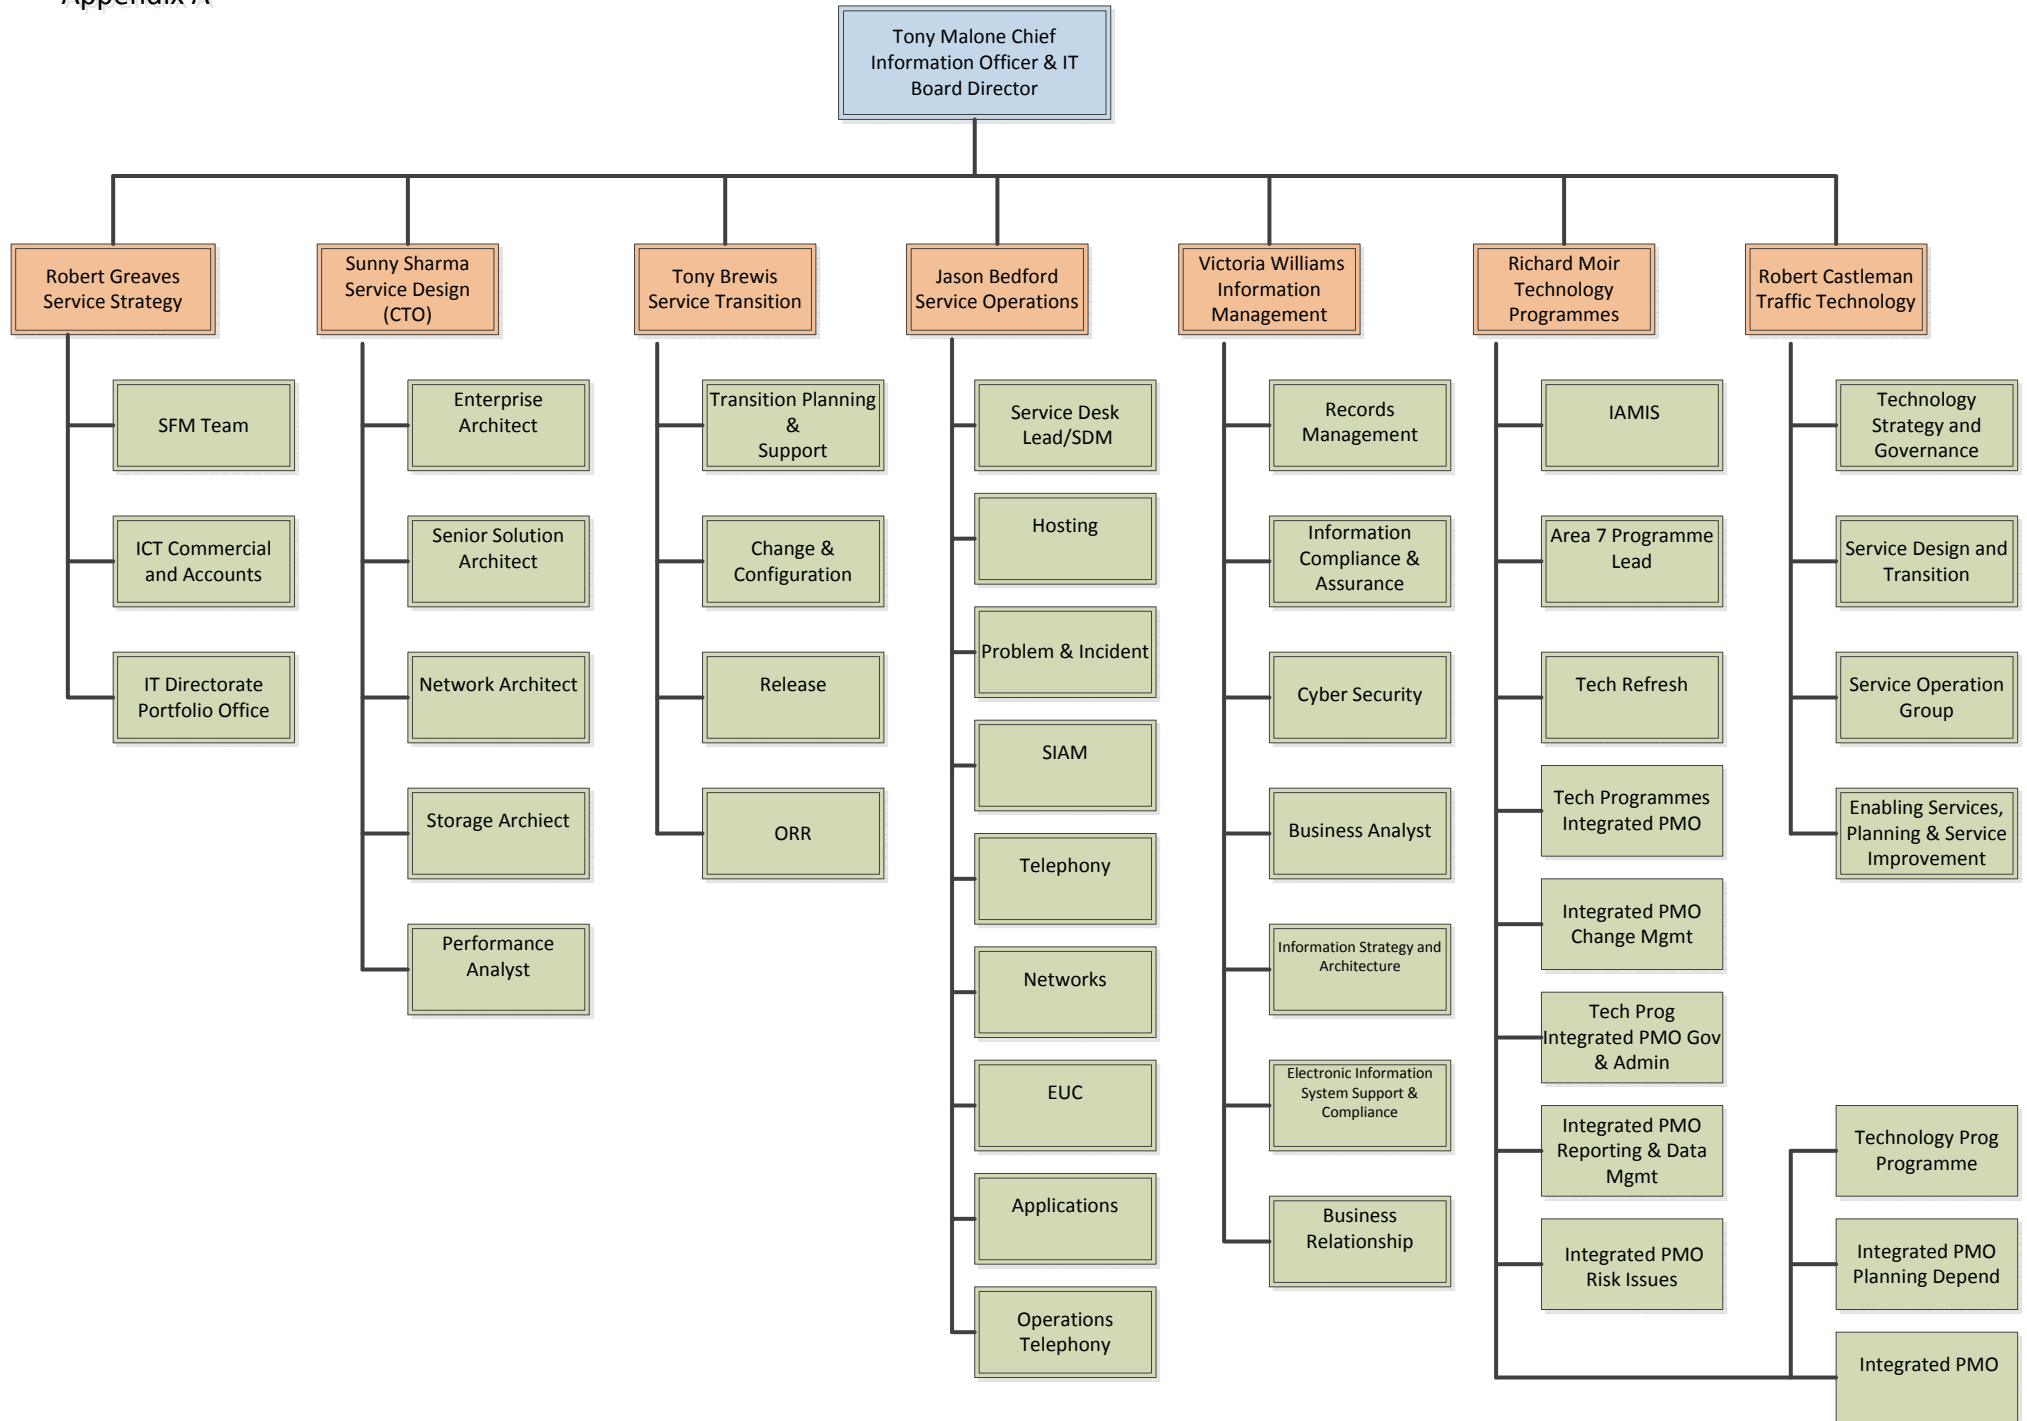 Appendix A
Tony Malone Chief
Information Officer & IT
Board Director
Robert Greaves
Service Strategy
Sunny Sharma
Service Design
(CTO)
Tony Brewis
Service Transition
Jason Bedford
Service Operations
Victoria Williams
Information
Management
Richard Moir
Technology
Programmes
Robert Castleman
Traffic Technology
SFM Team
ICT Commercial
and Accounts
IT Directorate
Portfolio Office
Enterprise
Architect
Senior Solution
Architect
Network Architect
Storage Archiect
Performance
Analyst
Transition Planning
&
Support
Change &
Configuration
Release
ORR
Service Desk
Lead/SDM
Hosting
Problem & Incident
SIAM
Telephony
Networks
EUC
Applications
Operations
Telephony
Records
Management
Information
Compliance &
Assurance
Cyber Security
Business Analyst
Information Strategy and
Architecture
Electronic Information
System Support &
Compliance
Business
Relationship
IAMIS
Area 7 Programme
Lead
Tech Refresh
Tech Programmes
Integrated PMO
Integrated PMO
Change Mgmt
Tech Prog
Integrated PMO Gov
& Admin
Integrated PMO
Reporting & Data
Mgmt
Integrated PMO
Risk Issues
Technology
Strategy and
Governance
Service Design and
Transition
Service Operation
Group
Enabling Services,
Planning & Service
Improvement
Technology Prog
Programme
Integrated PMO
Planning Depend
Integrated PMO